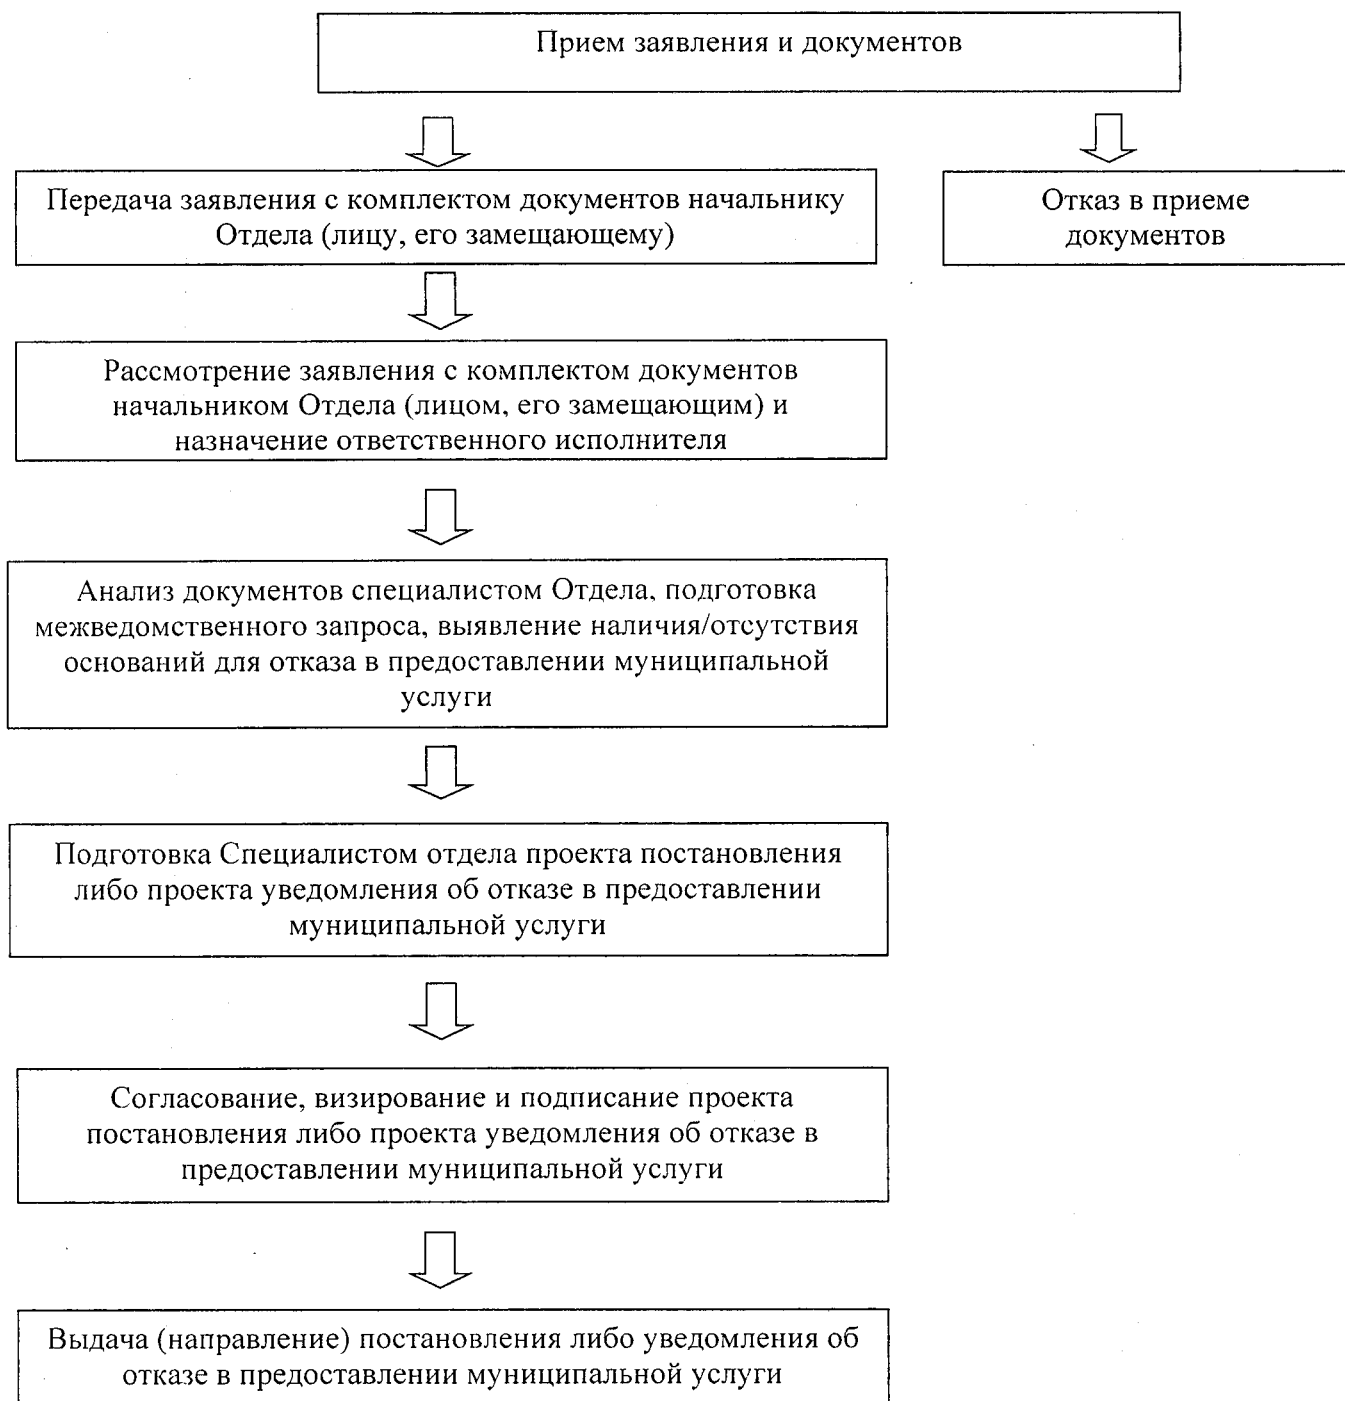 Прием заявления и документов
Передача заявления с комплектом документов начальнику
Отдела (лицу, его замещающему)
Отказ в приеме
документов
Рассмотрение заявления с комплектом документов
начальником Отдела (лицом, его замещающим) и
назначение ответственного исполнителя
Анализ документов специалистом Отдела, подготовка
межведомственного запроса, выявление наличия/отсутствия
оснований для отказа в предоставлении муниципальной
услуги
Подготовка Специалистом отдела проекта постановления
либо проекта уведомления об отказе в предоставлении
муниципальной услуги
Согласование, визирование и подписание проекта
постановления либо проекта уведомления об отказе в
предоставлении муниципальной услуги
Выдача (направление) постановления либо уведомления об
отказе в предоставлении муниципальной услуги